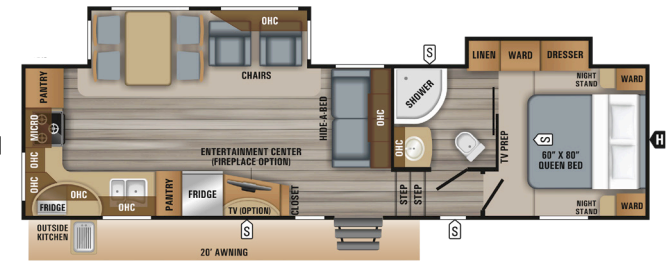 OHC
CHAIRS
PANTRY
MICRO
OHC
OHC
OHC
FRIDGE
OHC
PANTRY
FRIDGE
ENTERTAINMENT CENTER
(FIREPLACE OPTION)
TV (OPTION)
CLOSET
HIDE-A-BED
OHC
SHOWER
OHC
STEP
STEP
TV PREP
LINEN
WARD
DRESSER
NIGHT
STAND
WARD
60" X 80"
QUEEN BED
NIGHT
STAND
WARD
OUTSIDE
KITCHEN
20' AWNING
S
S
S
S
H